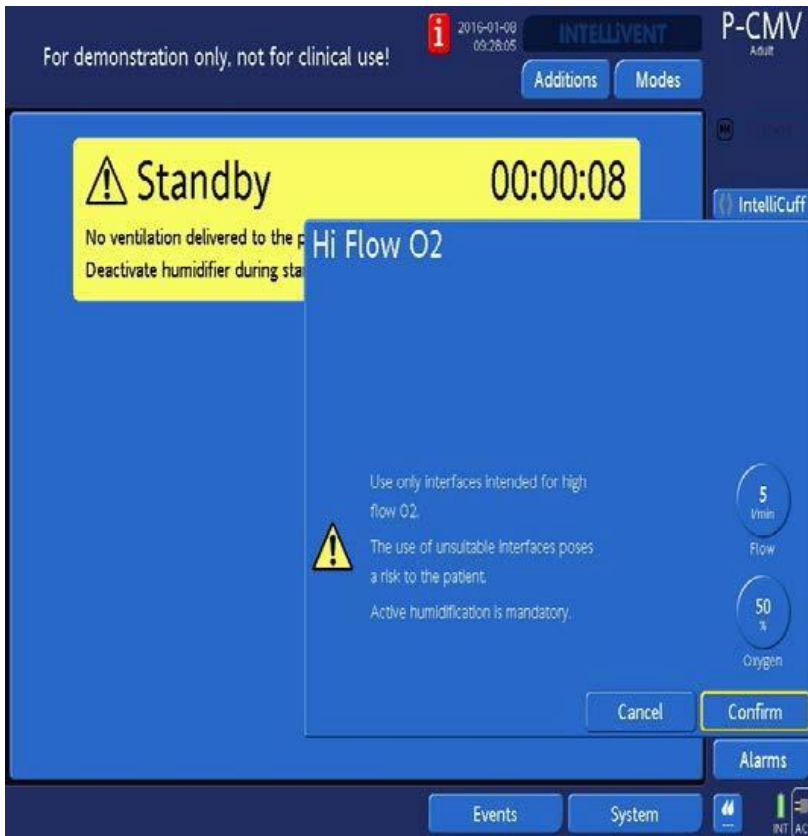 For demonstration only, not for clinical use!
i
2016-01-08
09:28:05
INTELLiVENT
P-CMV
Adult
Additions
Modes
Standby
00:00:08
IntelliCuff
No ventilation delivered to the p
Deactivate humidifier during sta
Hi Flow O2
Use only interfaces intended for high
flow O2.
The use of unsuitable interfaces poses
a risk to the patient.
Active humidification is mandatory.
5
l/min
Flow
50
%
Oxygen
Cancel
Confirm
Alarms
Events
System
INT
AC